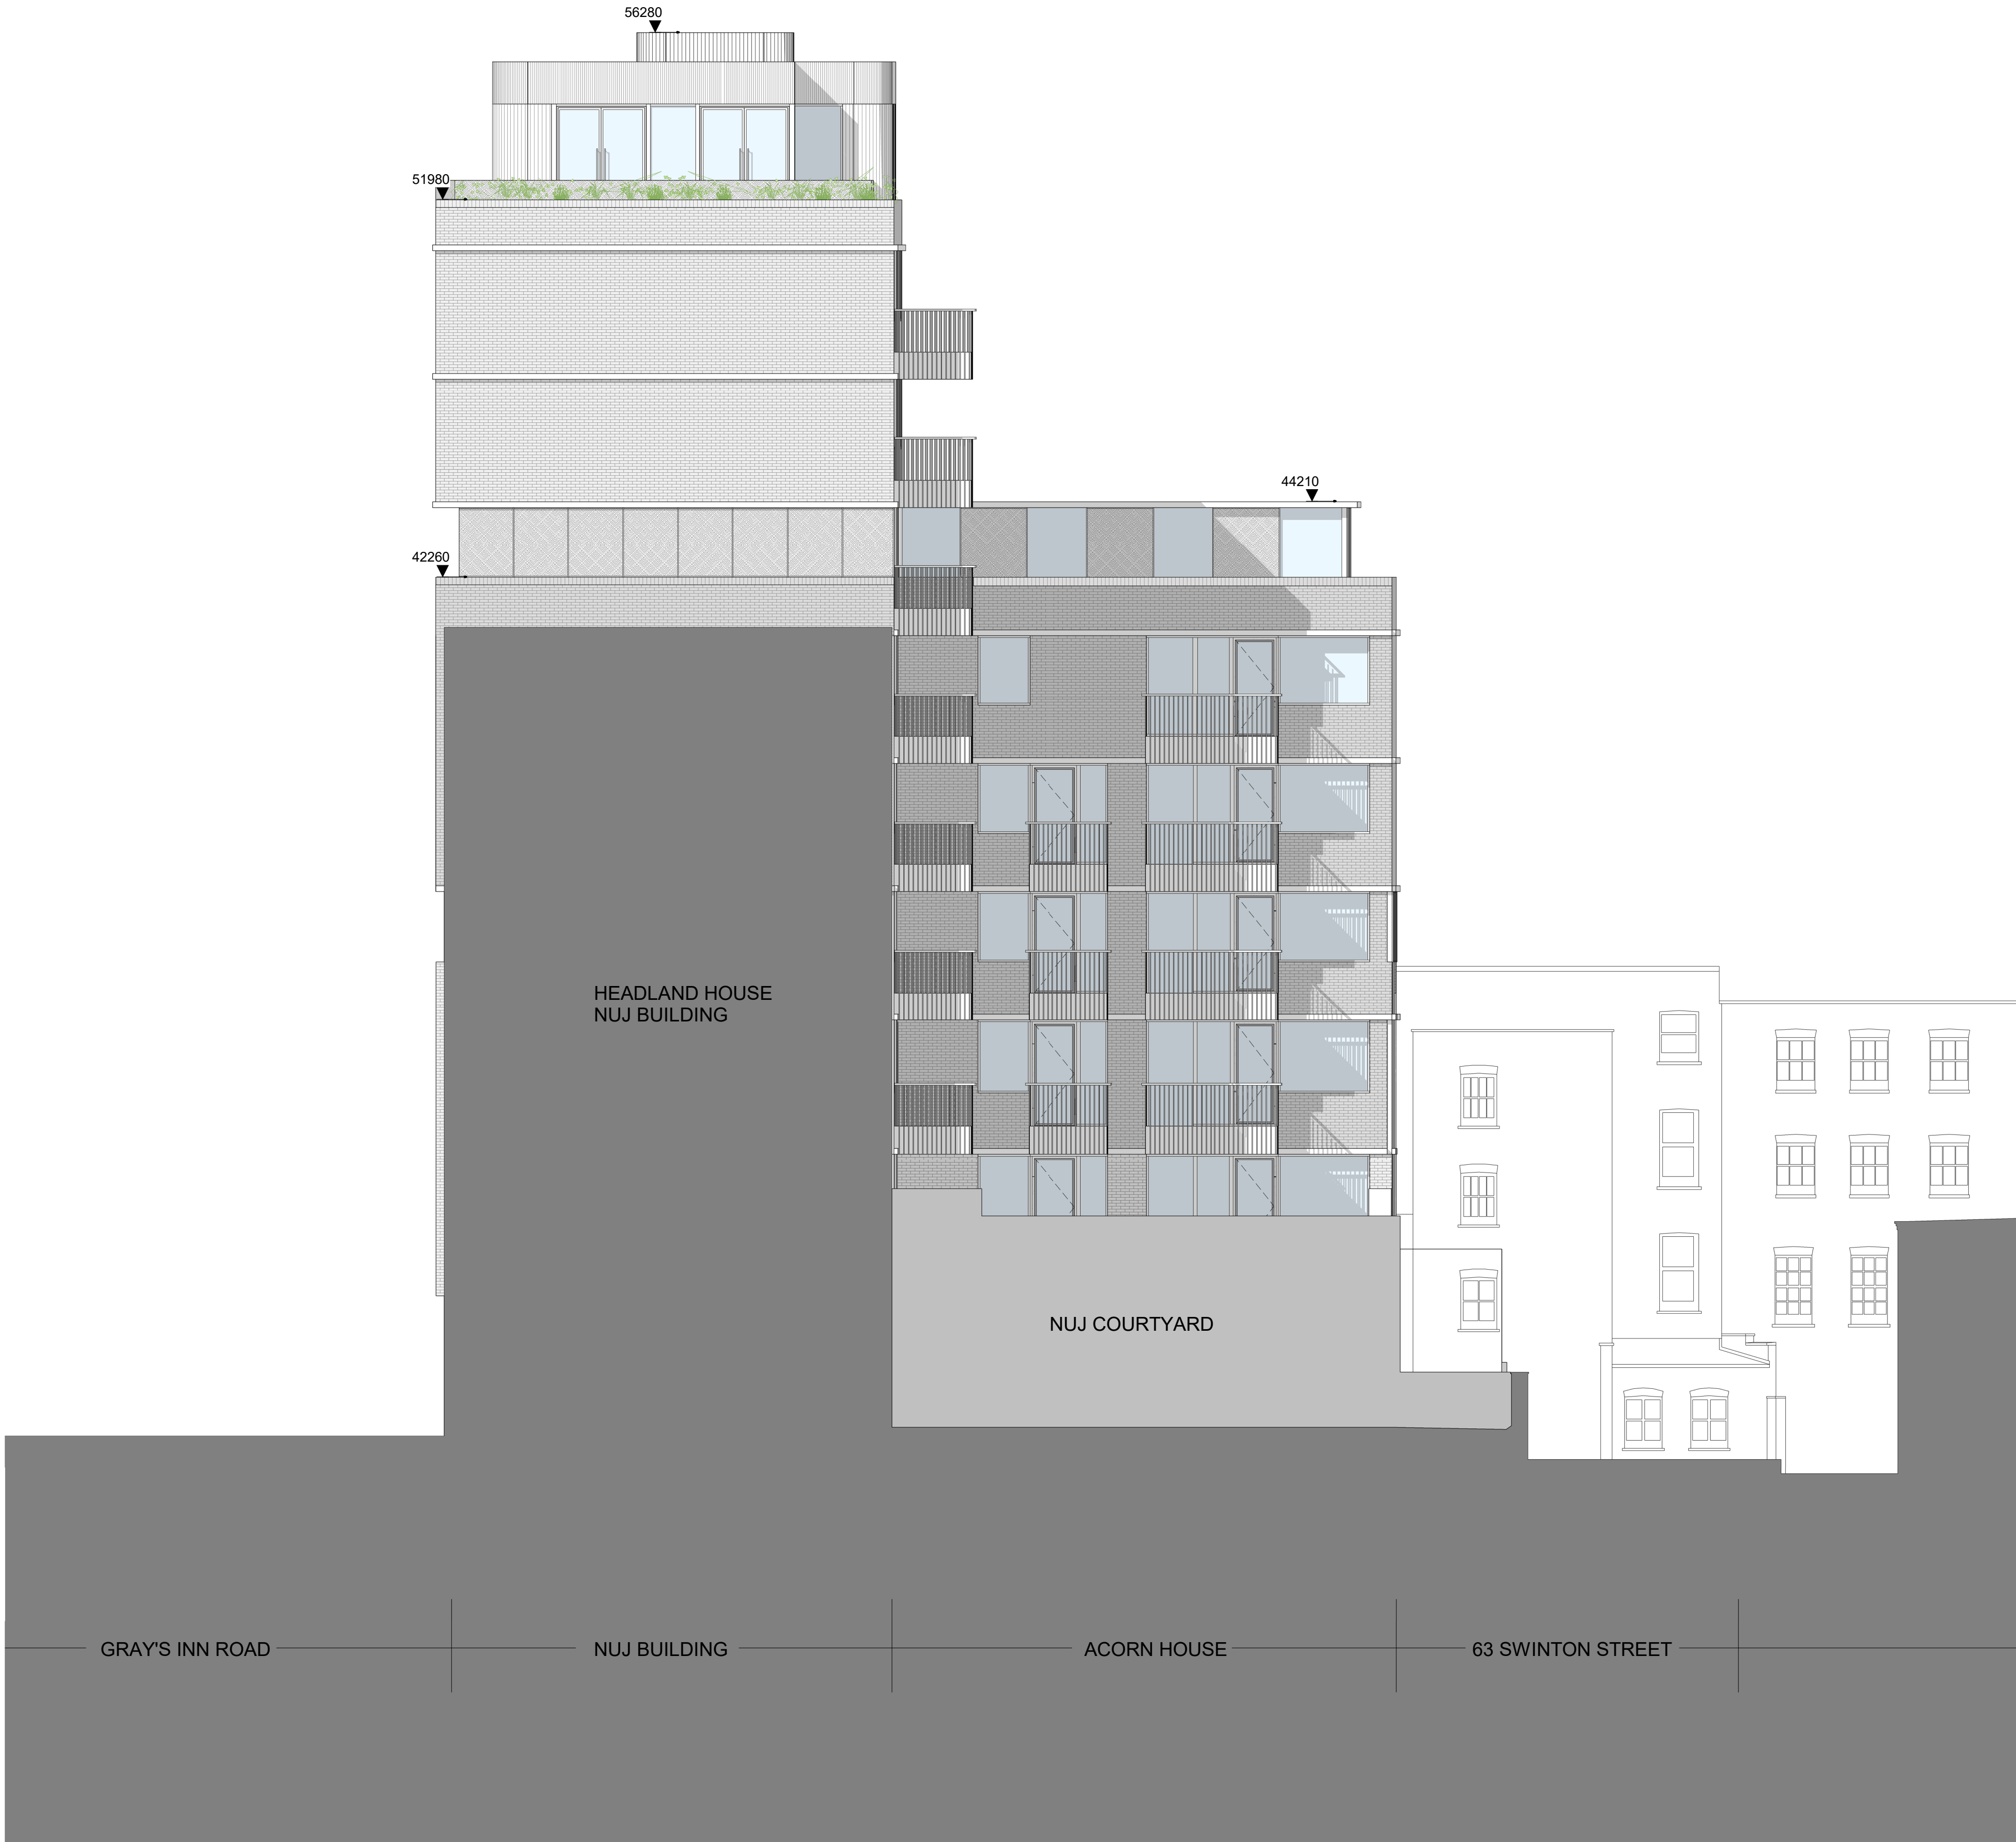 56280
51980
44210
42260
HEADLAND HOUSE
NUJ BUILDING
NUJ COURTYARD
GRAY'S INN ROAD
NUJ BUILDING
ACORN HOUSE
63 SWINTON STREET